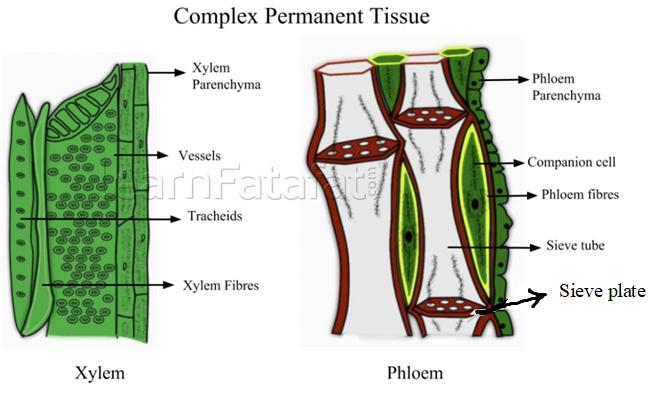 Complex Permanent Tissue
Xylem
Parenchyma
Vessels
Tracheids
Xylem Fibres
Xylem
Phloem
Parenchyma
Companion cell
Phloem fibres
Sieve tube
Sieve plate
Phloem
earnFatafat